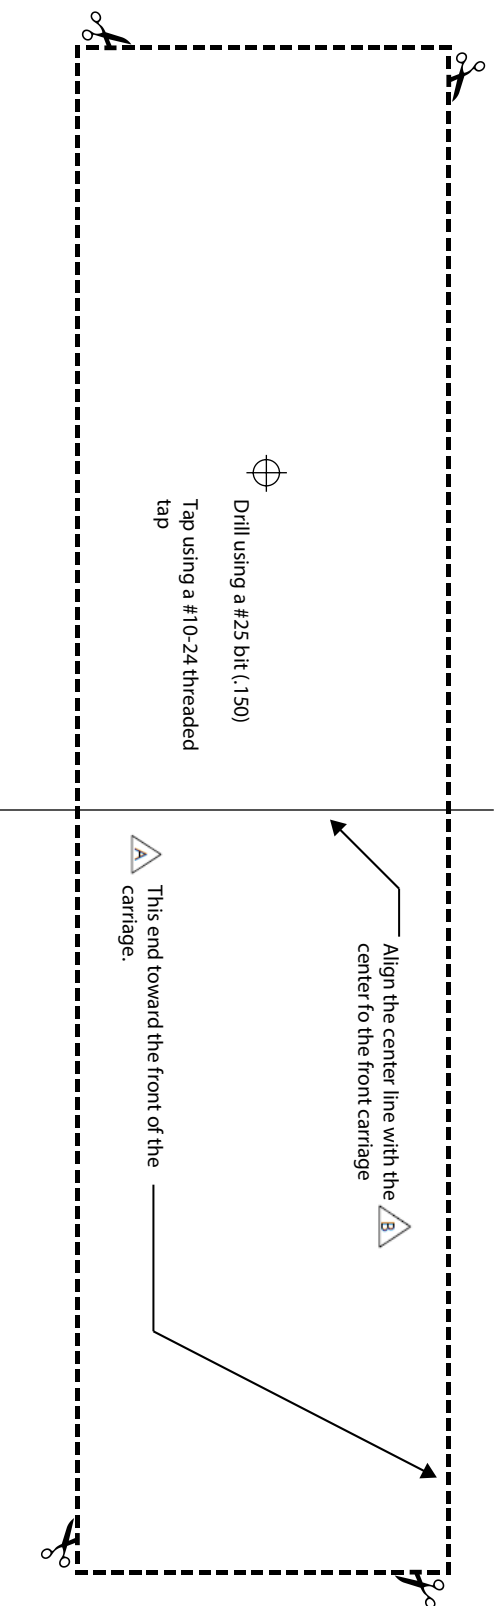 Drill using a #25 bit (.150)
Tap using a #10-24 threaded
tap
Align the center line with the
center fo the front carriage
B
A
This end toward the front of the
carriage.